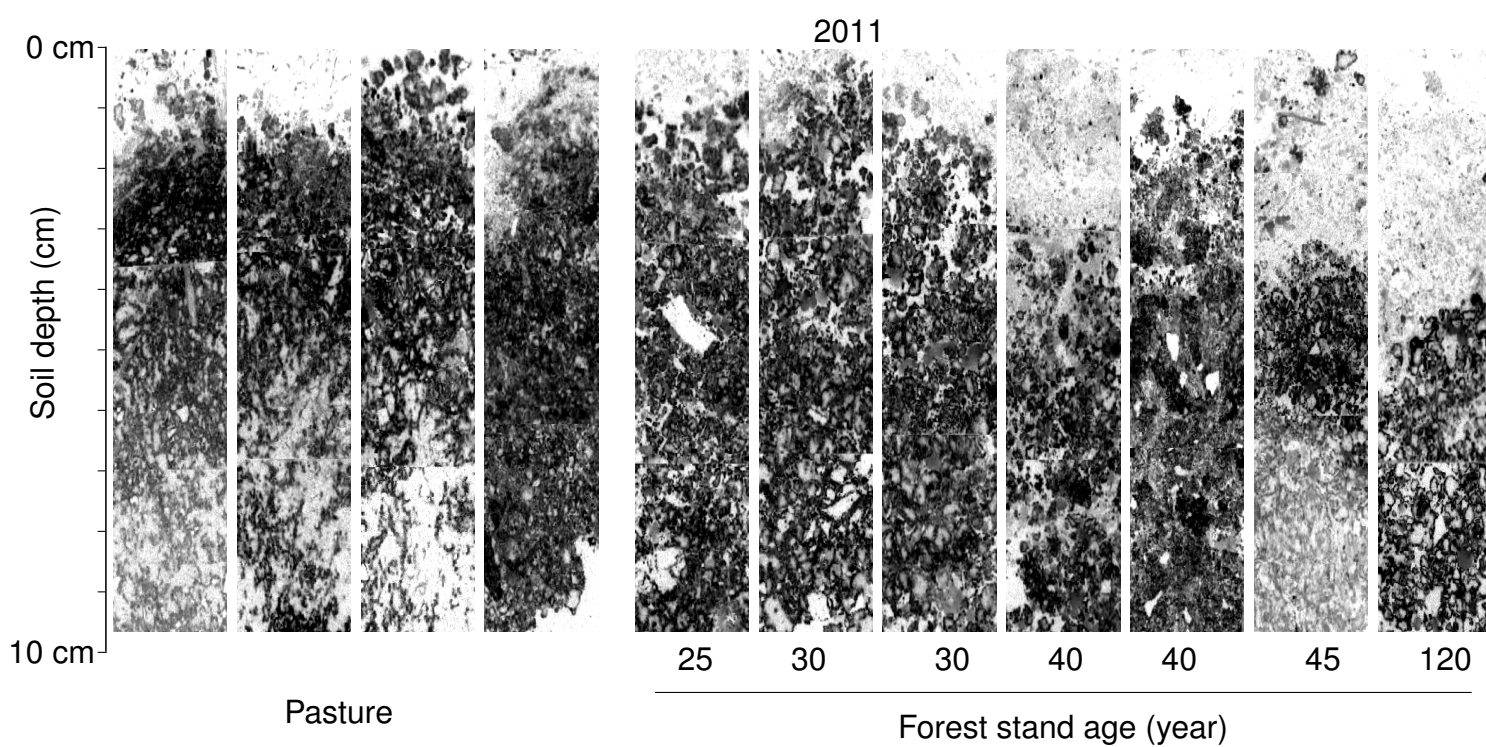 2011
0 cm
Soil depth (cm)
10 cm
25 30 30 40 40 45 120
Pasture
Forest stand age (year)